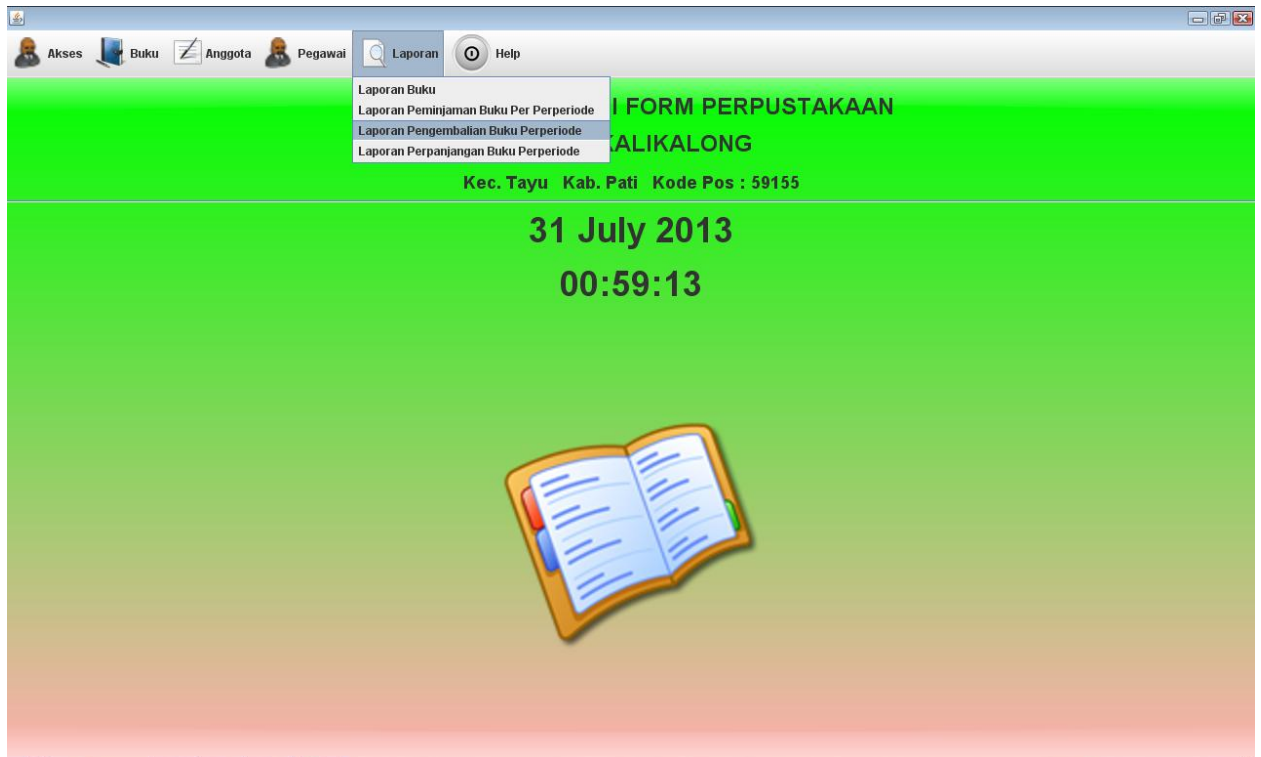 Akses Buku Anggota Pegawai Laporan Help
Laporan Buku
Laporan Peminjaman Buku Per Perperiode
Laporan Pengembalian Buku Perperiode
Laporan Perpanjangan Buku Perperiode
FORM PERPUSTAKAAN
ALIKALONG
Kec. Tayu Kab. Pati Kode Pos : 59155
31 July 2013
00:59:13